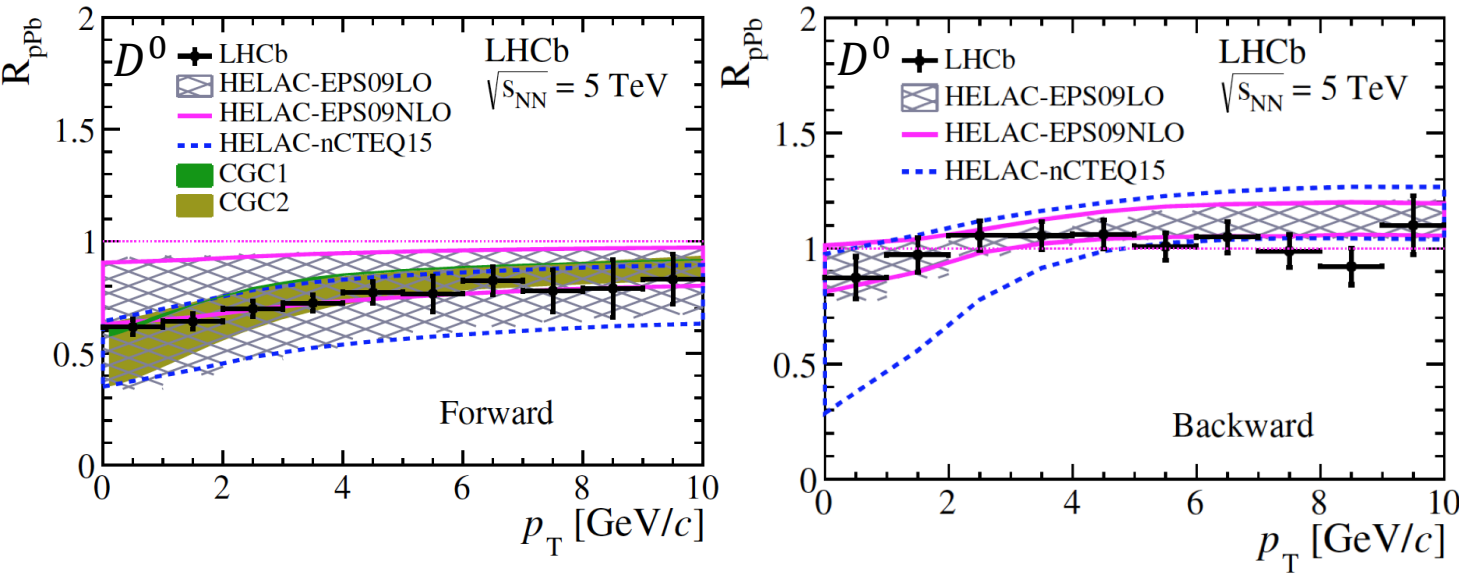 R_pPb
2
1.5
1
0.5
0
D⁰
LHCb
HELAC-EPS09LO
HELAC-EPS09NLO
HELAC-nCTEQ15
CGC1
CGC2
LHCb
√s_NN = 5 TeV
Forward
0 2 4 6 8 10
p_T [GeV/c]
R_pPb
2
1.5
1
0.5
0
D⁰
LHCb
HELAC-EPS09LO
HELAC-EPS09NLO
HELAC-nCTEQ15
LHCb
√s_NN = 5 TeV
Backward
0 2 4 6 8 10
p_T [GeV/c]